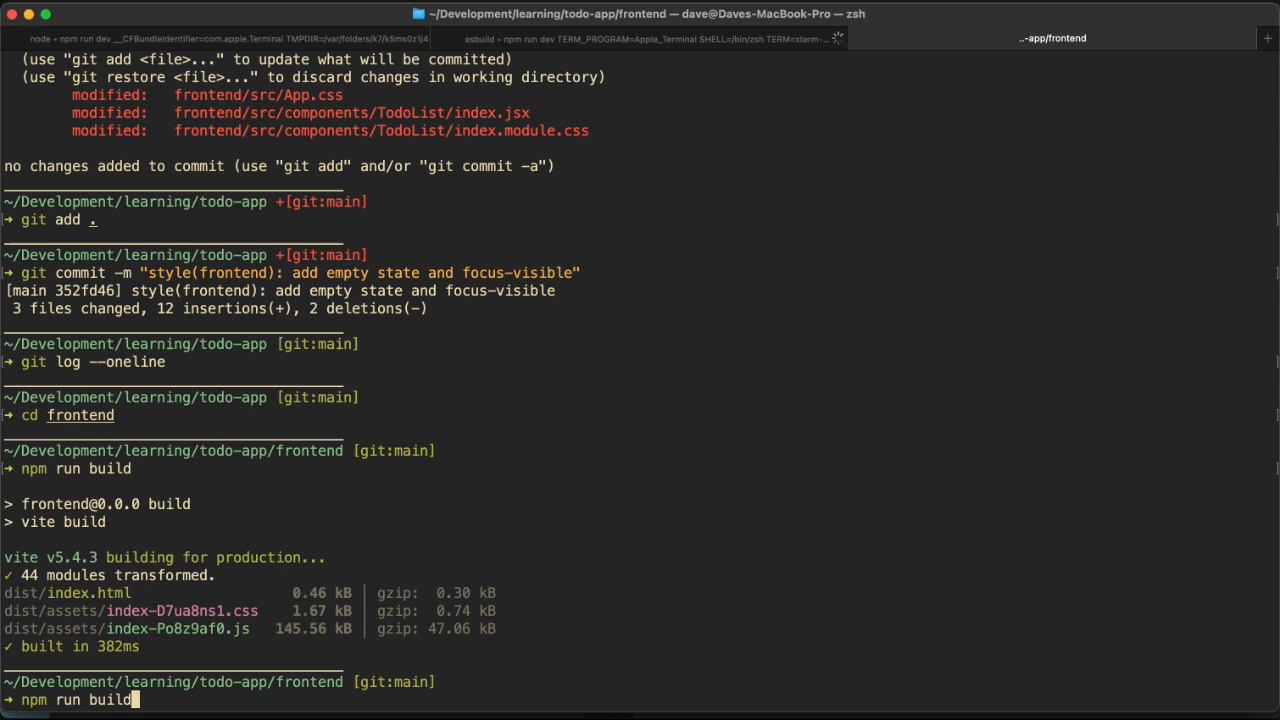 ~/Development/learning/todo-app/frontend — dave@Daves-MacBook-Pro — zsh
node • npm run dev __CFBundleIdentifier=com.apple.Terminal TMPDIR=/var/folders/k7/k5ms0z1j4
esbuild • npm run dev TERM_PROGRAM=Apple_Terminal SHELL=/bin/zsh TERM=xterm-...
..-app/frontend
(use "git add <file>..." to update what will be committed)
(use "git restore <file>..." to discard changes in working directory)
modified: frontend/src/App.css
modified: frontend/src/components/TodoList/index.jsx
modified: frontend/src/components/TodoList/index.module.css
no changes added to commit (use "git add" and/or "git commit -a")
~/Development/learning/todo-app +[git:main]
→ git add .
~/Development/learning/todo-app +[git:main]
→ git commit -m "style(frontend): add empty state and focus-visible"
[main 352fd46] style(frontend): add empty state and focus-visible
3 files changed, 12 insertions(+), 2 deletions(-)
~/Development/learning/todo-app [git:main]
→ git log --oneline
~/Development/learning/todo-app [git:main]
→ cd frontend
~/Development/learning/todo-app/frontend [git:main]
→ npm run build
> frontend@0.0.0 build
> vite build
vite v5.4.3 building for production...
✓ 44 modules transformed.
dist/index.html 0.46 kB │ gzip: 0.30 kB
dist/assets/index-D7ua8ns1.css 1.67 kB │ gzip: 0.74 kB
dist/assets/index-Po8z9af0.js 145.56 kB │ gzip: 47.06 kB
✓ built in 382ms
~/Development/learning/todo-app/frontend [git:main]
→ npm run build